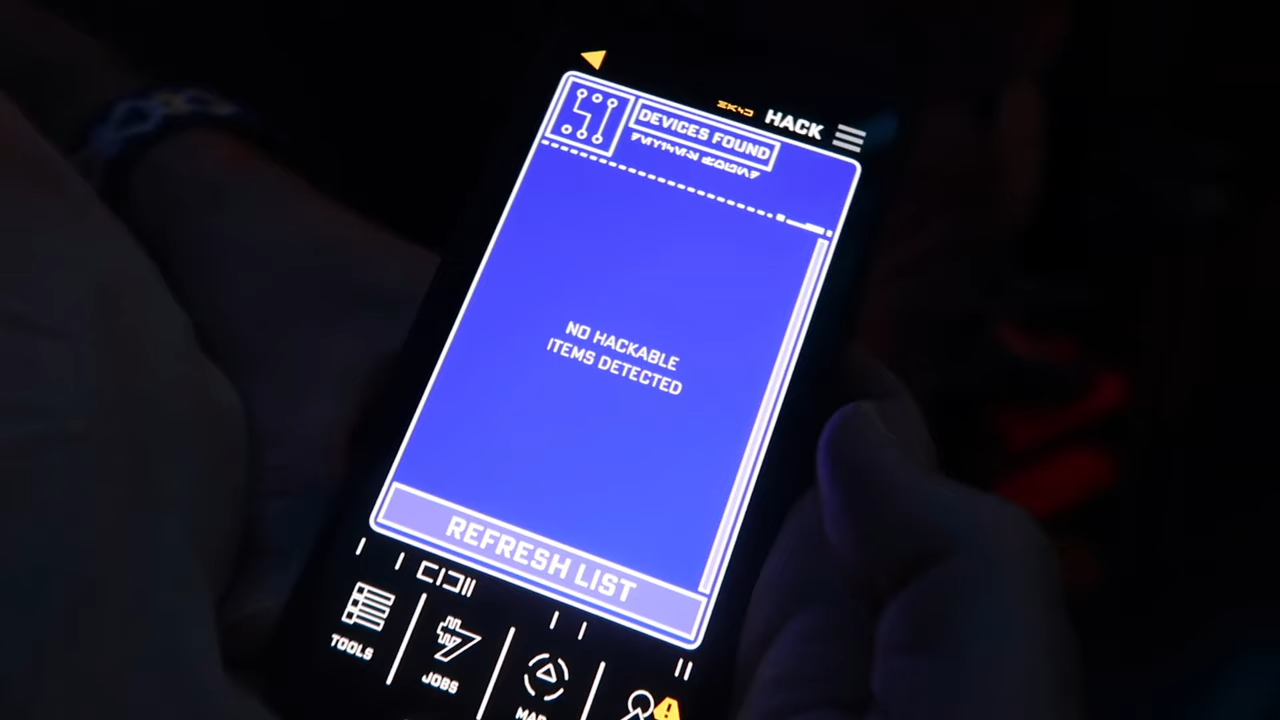 HACK
DEVICES FOUND
NO HACKABLE
ITEMS DETECTED
REFRESH LIST
TOOLS
JOBS